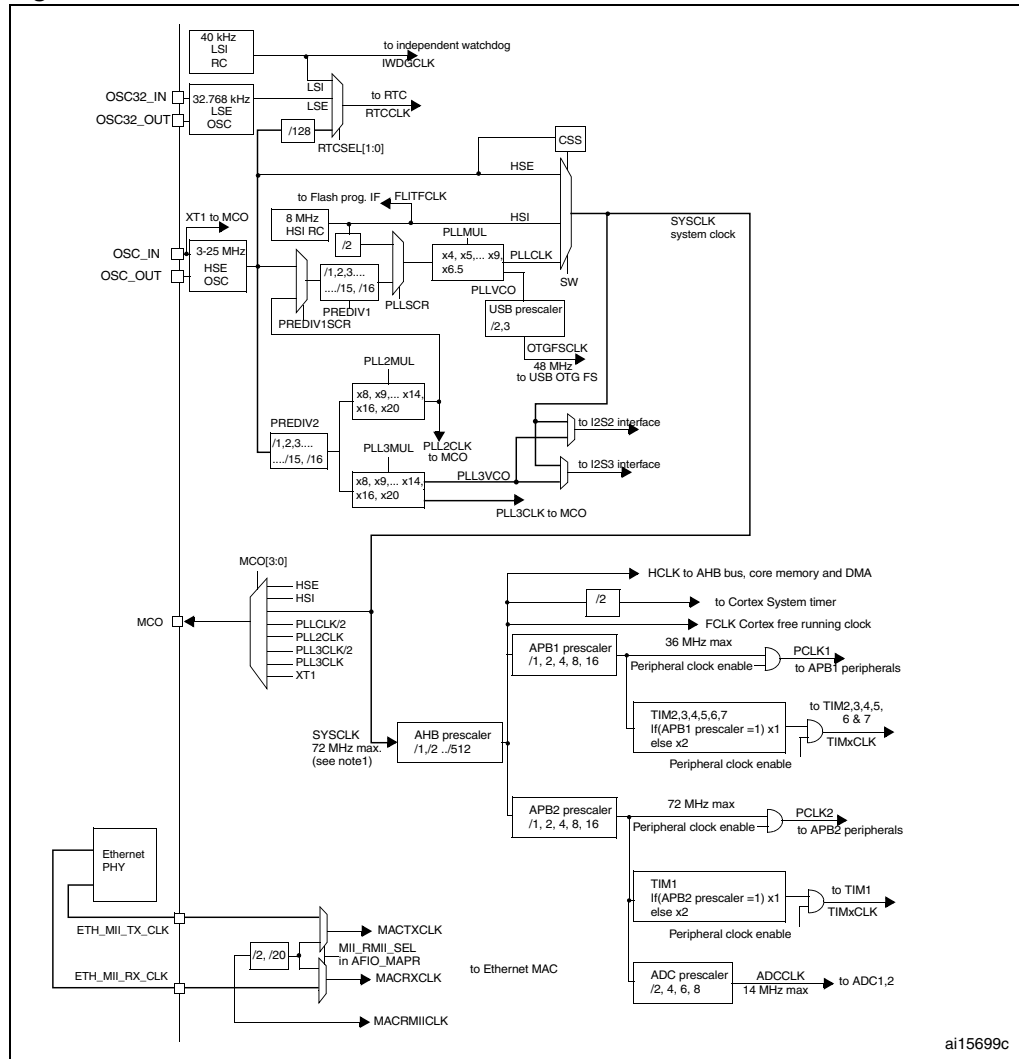 40 kHz
LSI
RC
to independent watchdog
IWDGCLK
OSC32_IN
OSC32_OUT
32.768 kHz
LSE
OSC
LSI
LSE
to RTC
RTCCLK
/128
RTCSEL[1:0]
CSS
HSE
to Flash prog. IF
FLITFCLK
XT1 to MCO
8 MHz
HSI RC
HSI
SYSCLK
system clock
/2
PLLMUL
OSC_IN
OSC_OUT
3-25 MHz
HSE
OSC
/1,2,3....
..../15, /16
x4, x5,... x9,
x6.5
PLLCLK
SW
PLLVCO
PLLSCR
PREDIV1
PREDIV1SCR
USB prescaler
/2,3
OTGFSCLK
48 MHz
to USB OTG FS
PLL2MUL
x8, x9,... x14,
x16, x20
PREDIV2
/1,2,3....
..../15, /16
PLL2CLK
to MCO
to I2S2 interface
PLL3MUL
x8, x9,... x14,
x16, x20
PLL3VCO
to I2S3 interface
PLL3CLK to MCO
MCO[3:0]
HSE
HSI
MCO
PLLCLK/2
PLL2CLK
PLL3CLK/2
PLL3CLK
XT1
HCLK to AHB bus, core memory and DMA
/2
to Cortex System timer
FCLK Cortex free running clock
APB1 prescaler
/1, 2, 4, 8, 16
36 MHz max
Peripheral clock enable
PCLK1
to APB1 peripherals
SYSCLK
72 MHz max.
(see note1)
AHB prescaler
/1,/2 ../512
TIM2,3,4,5,6,7
If(APB1 prescaler =1) x1
else x2
to TIM2,3,4,5,
6 & 7
TIMxCLK
Peripheral clock enable
APB2 prescaler
/1, 2, 4, 8, 16
72 MHz max
Peripheral clock enable
PCLK2
to APB2 peripherals
Ethernet
PHY
TIM1
If(APB2 prescaler =1) x1
else x2
to TIM1
TIMxCLK
Peripheral clock enable
ETH_MII_TX_CLK
MACTXCLK
/2, /20
MII_RMII_SEL
in AFIO_MAPR
ETH_MII_RX_CLK
MACRXCLK
to Ethernet MAC
MACRMIICLK
ADC prescaler
/2, 4, 6, 8
ADCCLK
14 MHz max
to ADC1,2
ai15699c